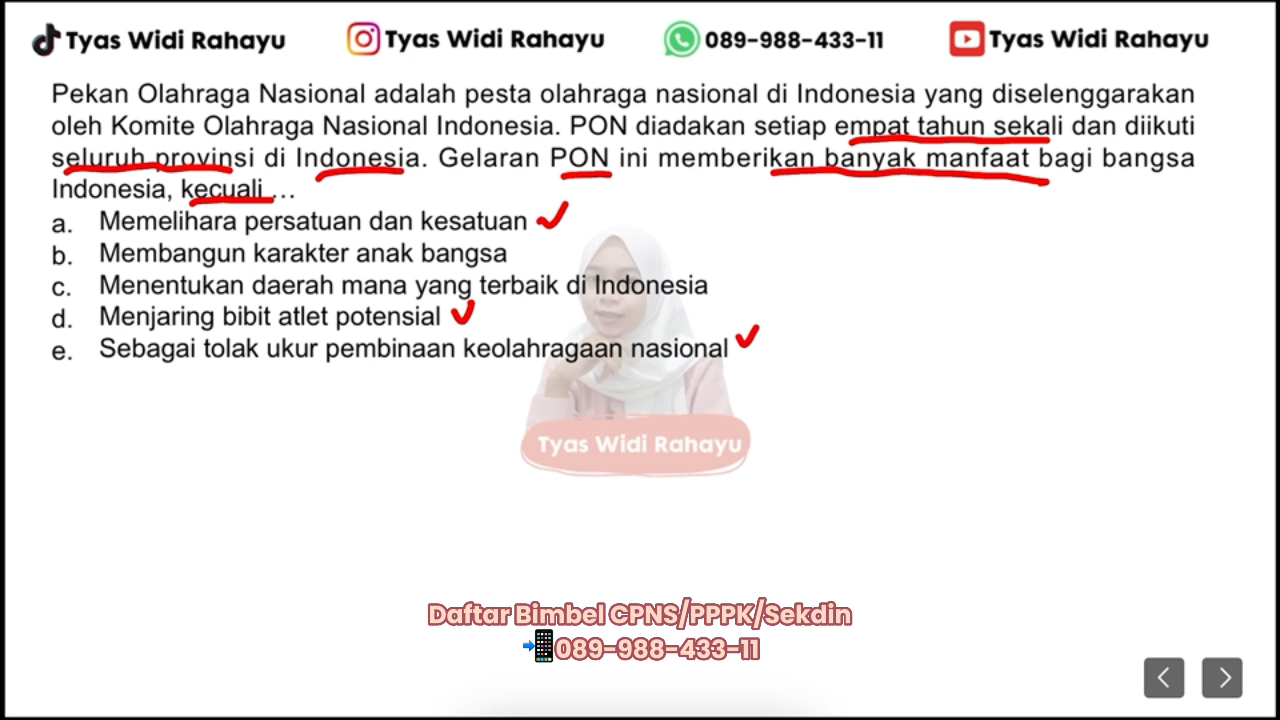 Tyas Widi Rahayu Tyas Widi Rahayu 089-988-433-11 Tyas Widi Rahayu
Pekan Olahraga Nasional adalah pesta olahraga nasional di Indonesia yang diselenggarakan
oleh Komite Olahraga Nasional Indonesia. PON diadakan setiap empat tahun sekali dan diikuti
seluruh provinsi di Indonesia. Gelaran PON ini memberikan banyak manfaat bagi bangsa
Indonesia, kecuali …
a. Memelihara persatuan dan kesatuan
b. Membangun karakter anak bangsa
c. Menentukan daerah mana yang terbaik di Indonesia
d. Menjaring bibit atlet potensial
e. Sebagai tolak ukur pembinaan keolahragaan nasional
Tyas Widi Rahayu
Daftar Bimbel CPNS/PPPK/Sekdin
089-988-433-11